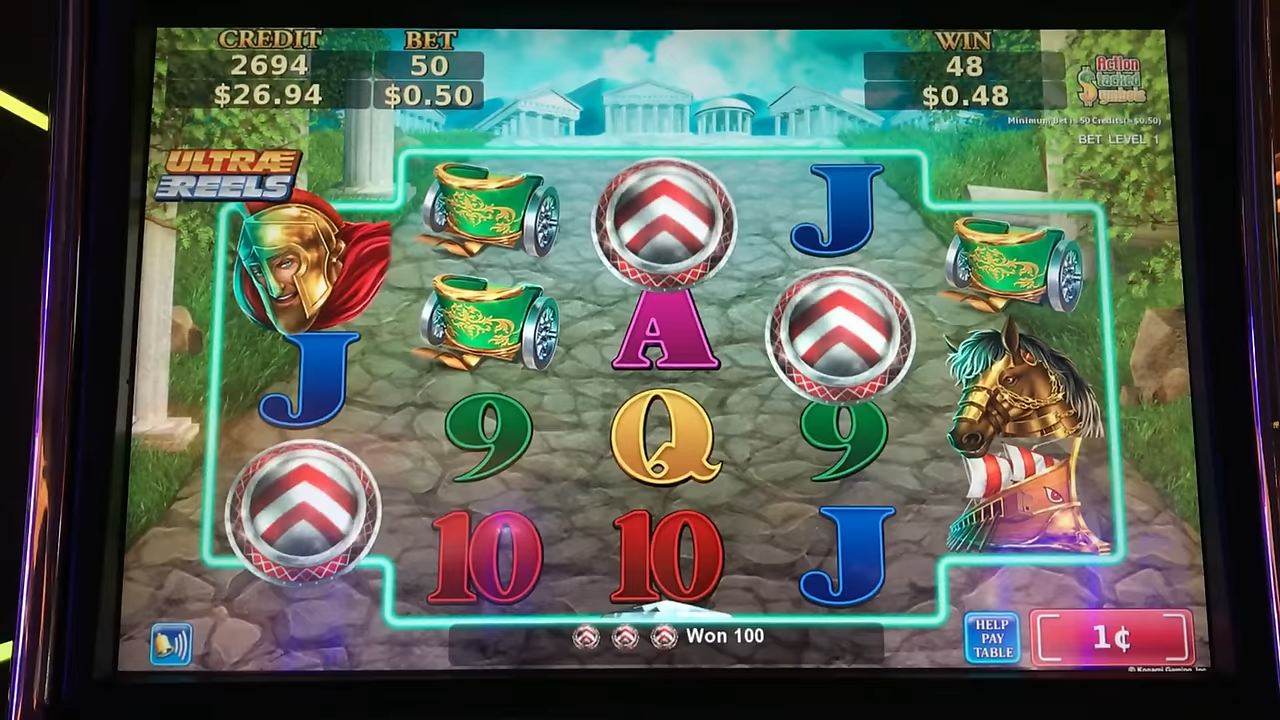 CREDIT
2694
$26.94
BET
50
$0.50
WIN
48
$0.48
Action
Stacked
Symbols
Minimum Bet is 50 Credits(=$0.50)
BET LEVEL 1
ULTRA
REELS
J
J
A
9
Q
9
10
10
J
Won 100
HELP
PAY
TABLE
1¢
© Konami Gaming, Inc.